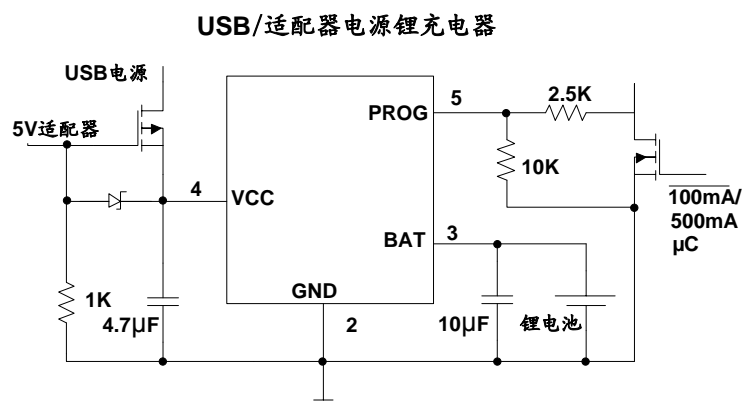 USB/适配器电源锂充电器
USB电源
5V适配器
4
VCC
PROG
5
2.5K
10K
100mA/
500mA
μC
BAT
3
GND
2
1K
4.7μF
10μF
锂电池